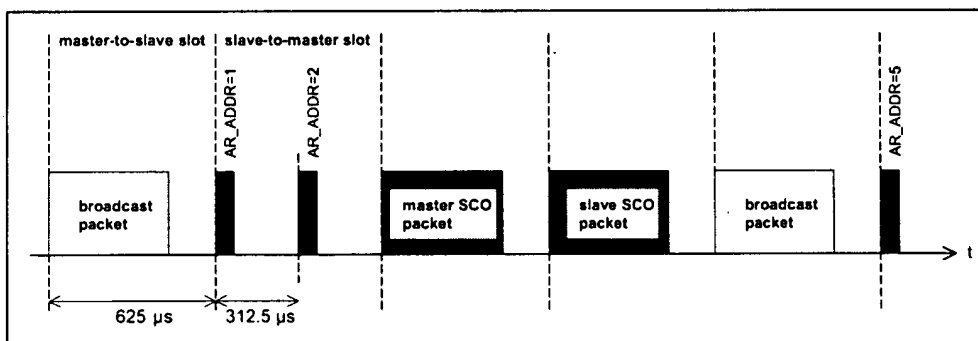 master-to-slave slot
slave-to-master slot
AR_ADDR=1
AR_ADDR=2
AR_ADDR=5
broadcast
packet
master SCO
packet
slave SCO
packet
broadcast
packet
t
625 µs
312.5 µs